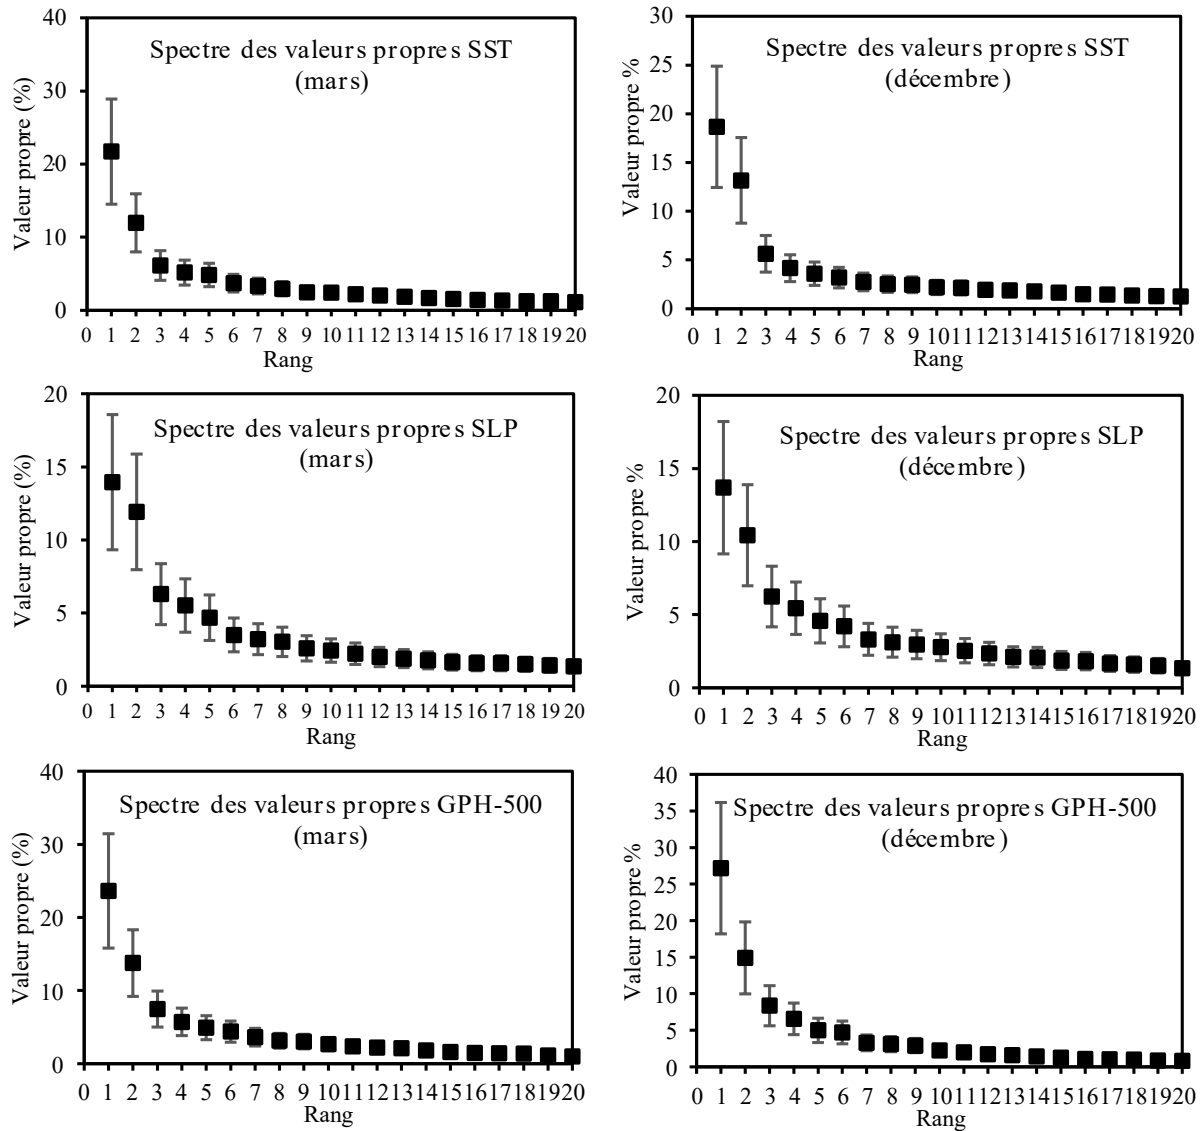 Spectre des valeurs propres SST
(mars)
Valeur propre (%)
40
30
20
10
0
0 1 2 3 4 5 6 7 8 9 10 11 12 13 14 15 16 17 18 19 20
Rang
Spectre des valeurs propres SST
(décembre)
Valeur propre %
30
25
20
15
10
5
0
0 1 2 3 4 5 6 7 8 9 10 11 12 13 14 15 16 17 18 19 20
Rang
Spectre des valeurs propres SLP
(mars)
Valeur propre (%)
20
15
10
5
0
0 1 2 3 4 5 6 7 8 9 10 11 12 13 14 15 16 17 18 19 20
Rang
Spectre des valeurs propres SLP
(décembre)
Valeur propre %
20
15
10
5
0
0 1 2 3 4 5 6 7 8 9 10 11 12 13 14 15 16 17 18 19 20
Rang
Spectre des valeurs propres GPH-500
(mars)
Valeur propre (%)
40
30
20
10
0
0 1 2 3 4 5 6 7 8 9 10 11 12 13 14 15 16 17 18 19 20
Rang
Spectre des valeurs propres GPH-500
(décembre)
Valeur propre %
40
35
30
25
20
15
10
5
0
0 1 2 3 4 5 6 7 8 9 10 11 12 13 14 15 16 17 18 19 20
Rang